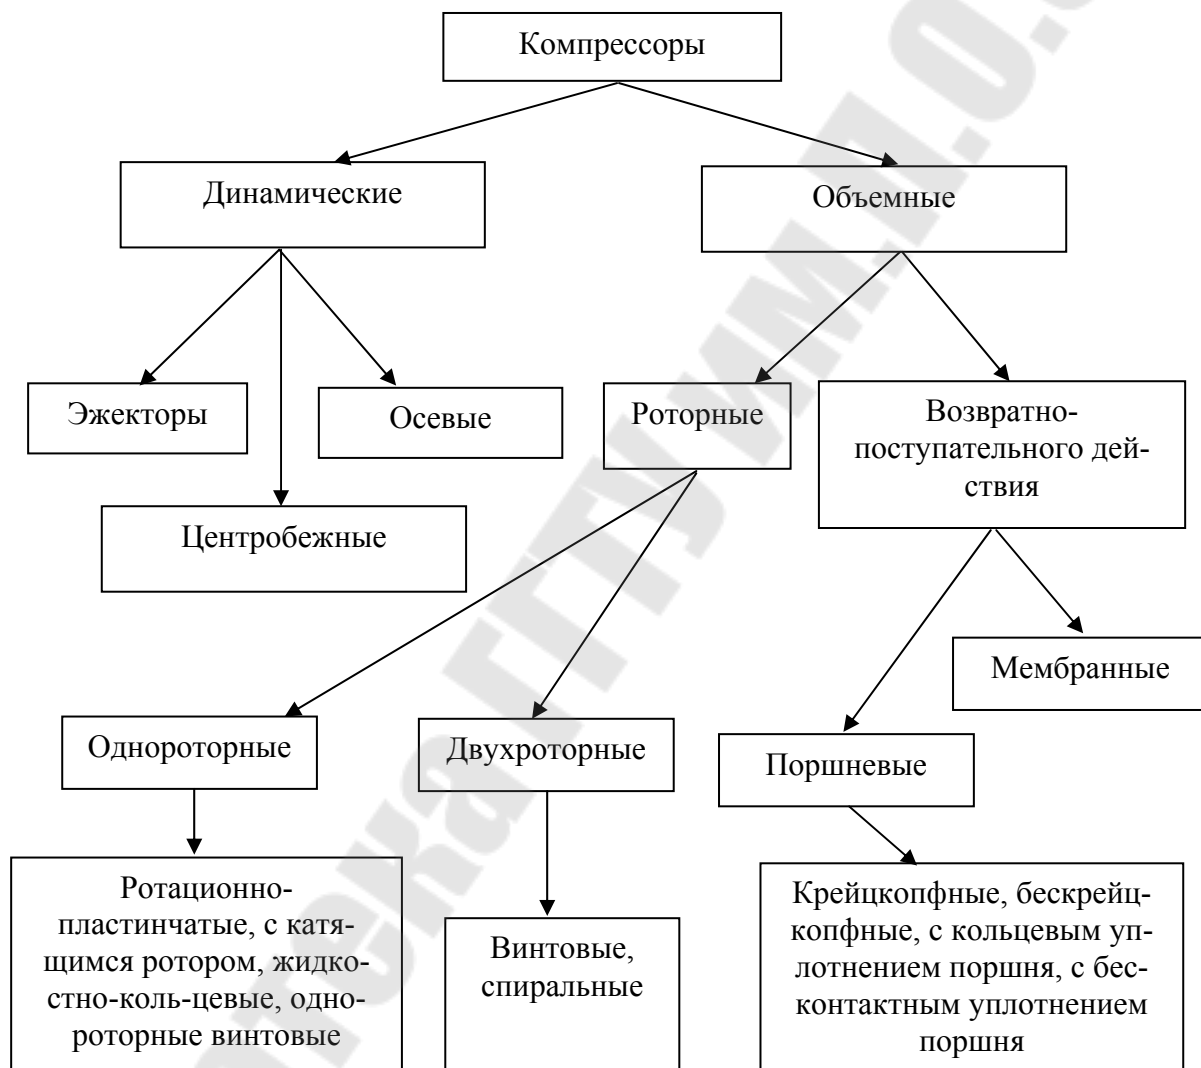 Компрессоры
Динамические
Объемные
Эжекторы
Осевые
Роторные
Возвратно-
поступательного дей-
ствия
Центробежные
Мембранные
Однороторные
Двухроторные
Поршневые
Ротационно-
пластинчатые, с катя-
щимся ротором, жидко-
стно-коль-цевые, одно-
роторные винтовые
Винтовые,
спиральные
Крейцкопфные, бескрейц-
копфные, с кольцевым уп-
лотнением поршня, с бес-
контактным уплотнением
поршня
ГГТУ им.П.О.